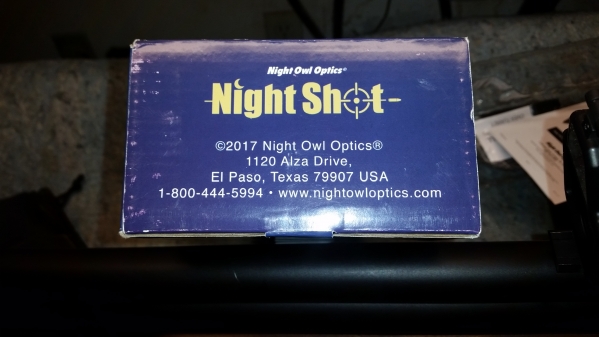 Night Owl Optics®
Night Shot
©2017 Night Owl Optics®
1120 Alza Drive,
El Paso, Texas 79907 USA
1-800-444-5994 • www.nightowloptics.com